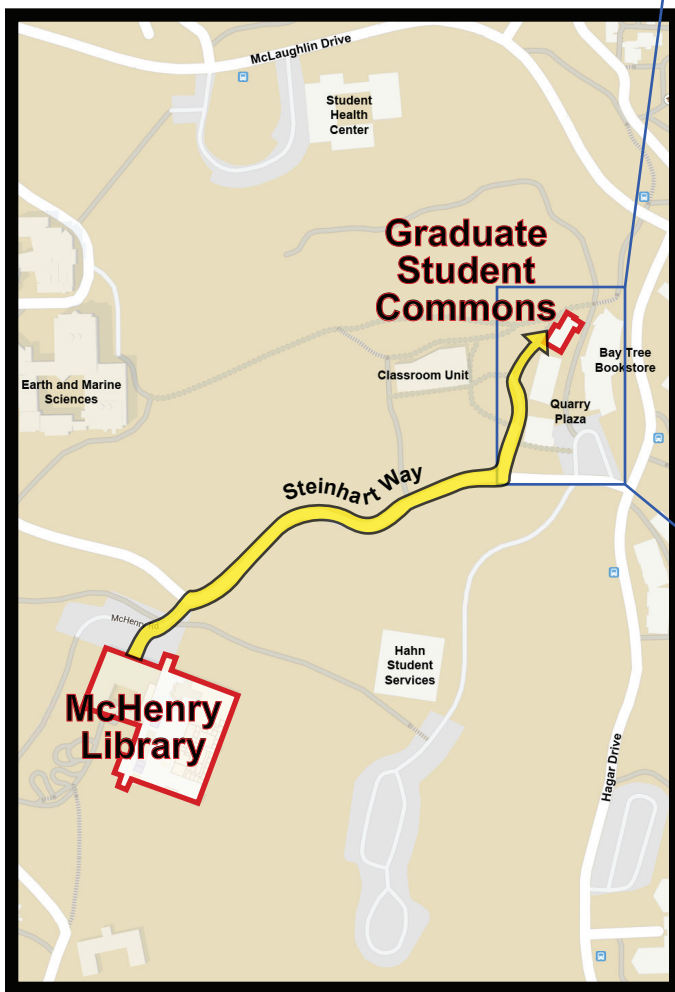 McLaughlin Drive
Student
Health
Center
Graduate
Student
Commons
Bay Tree
Bookstore
Classroom Unit
Earth and Marine
Sciences
Quarry
Plaza
Steinhart Way
Hahn
Student
Services
McHenry
Library
Hagar Drive